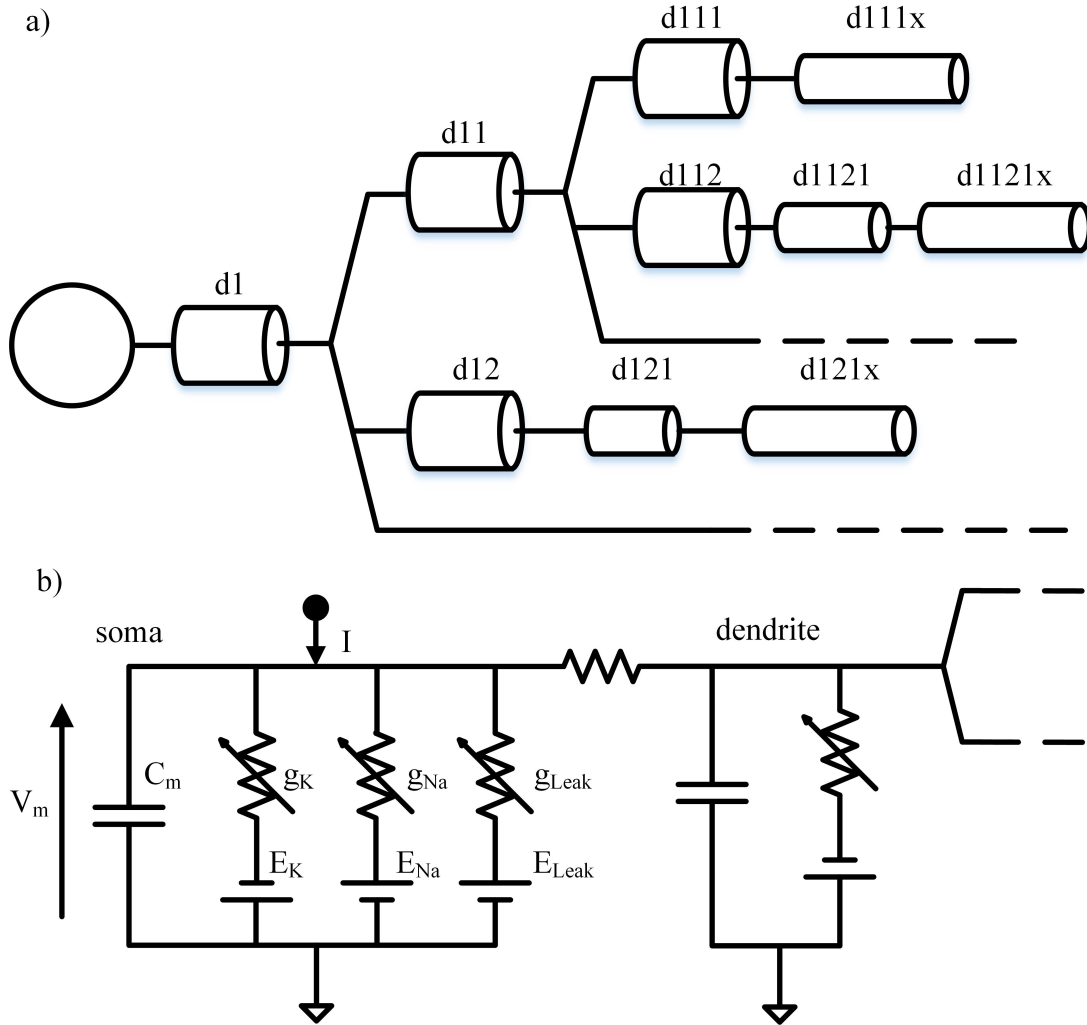 a)
d111
d111x
d11
d112
d1121
d1121x
d1
d12
d121
d121x
b)
soma
I
dendrite
Vm
Cm
gK
gNa
gLeak
EK
ENa
ELeak